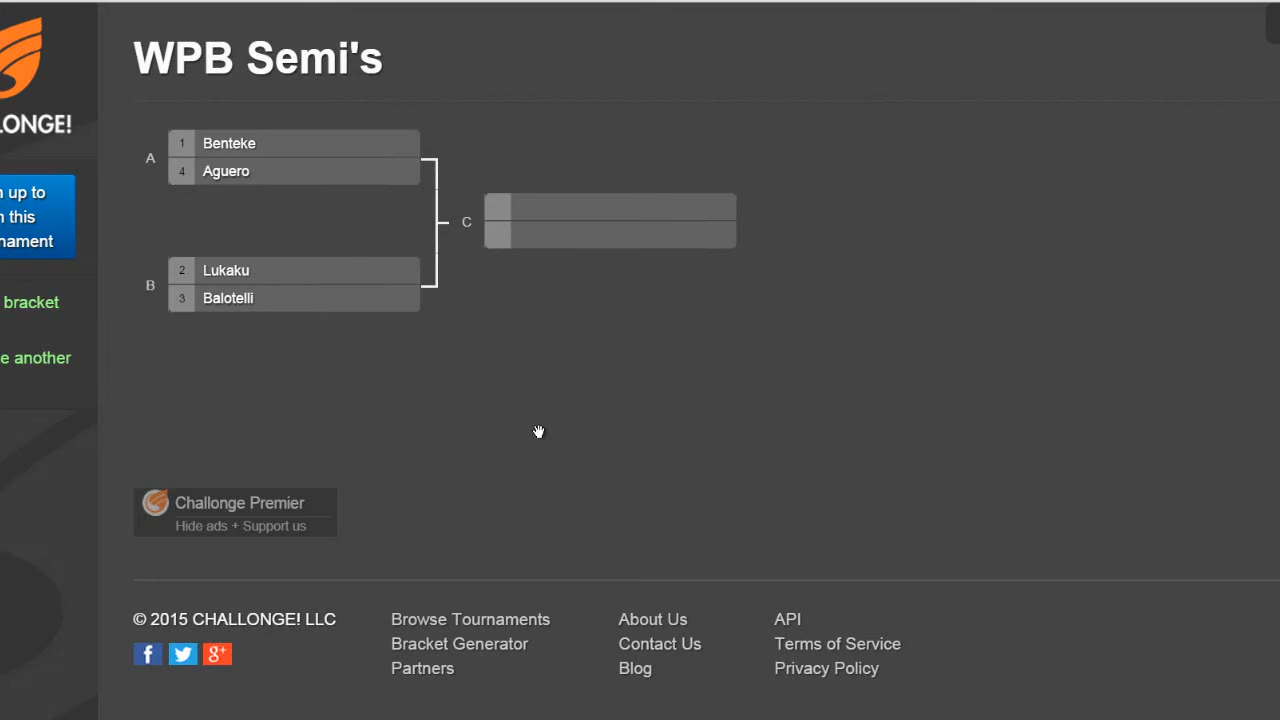 WPB Semi's
LONGE!
up to
this
nament
bracket
e another
A
1 Benteke
4 Aguero
C
B
2 Lukaku
3 Balotelli
Challonge Premier
Hide ads + Support us
© 2015 CHALLONGE! LLC
Browse Tournaments
About Us
API
Bracket Generator
Contact Us
Terms of Service
Partners
Blog
Privacy Policy
f
g+